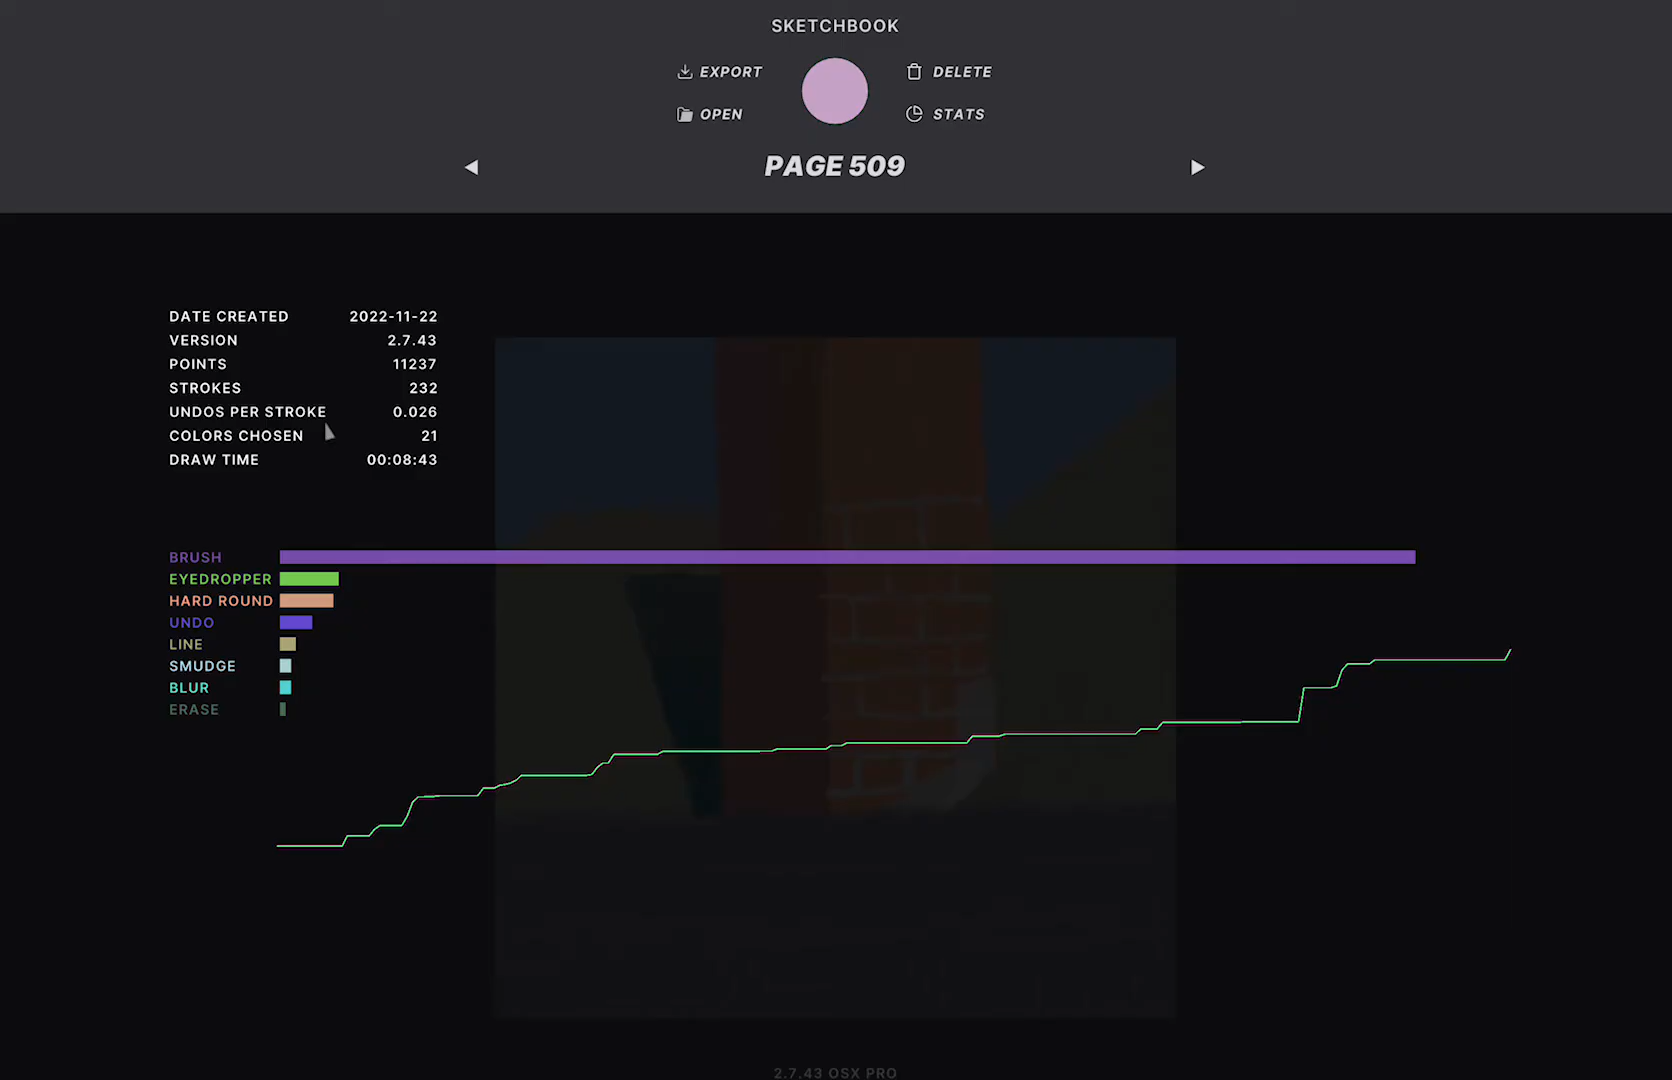 SKETCHBOOK
EXPORT
DELETE
OPEN
STATS
PAGE 509
DATE CREATED 2022-11-22
VERSION 2.7.43
POINTS 11237
STROKES 232
UNDOS PER STROKE 0.026
COLORS CHOSEN 21
DRAW TIME 00:08:43
BRUSH
EYEDROPPER
HARD ROUND
UNDO
LINE
SMUDGE
BLUR
ERASE
2.7.43 OSX PRO